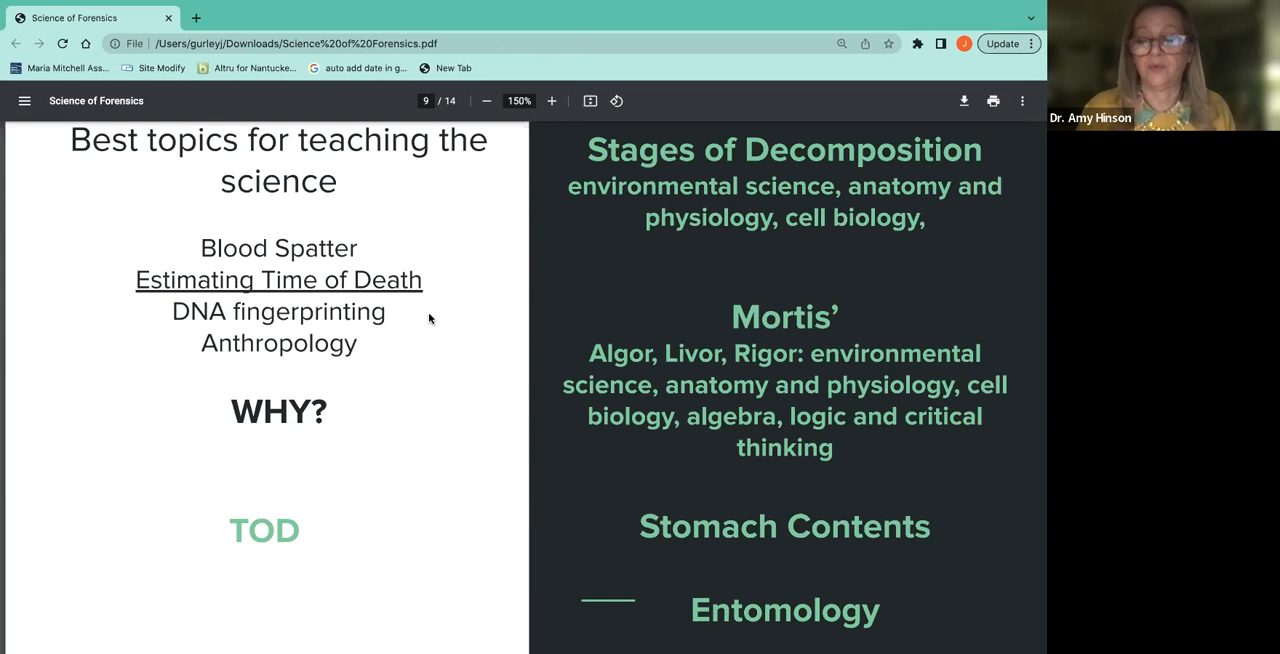 Science of Forensics
File | /Users/gurleyj/Downloads/Science%20of%20Forensics.pdf
J
Update
Maria Mitchell Ass...
Site Modify
Altru for Nantucke...
auto add date in g...
New Tab
Science of Forensics
9 / 14
150%
Best topics for teaching the
science
Blood Spatter
Estimating Time of Death
DNA fingerprinting
Anthropology
WHY?
TOD
Stages of Decomposition
environmental science, anatomy and
physiology, cell biology,
Mortis’
Algor, Livor, Rigor: environmental
science, anatomy and physiology, cell
biology, algebra, logic and critical
thinking
Stomach Contents
Entomology
Dr. Amy Hinson